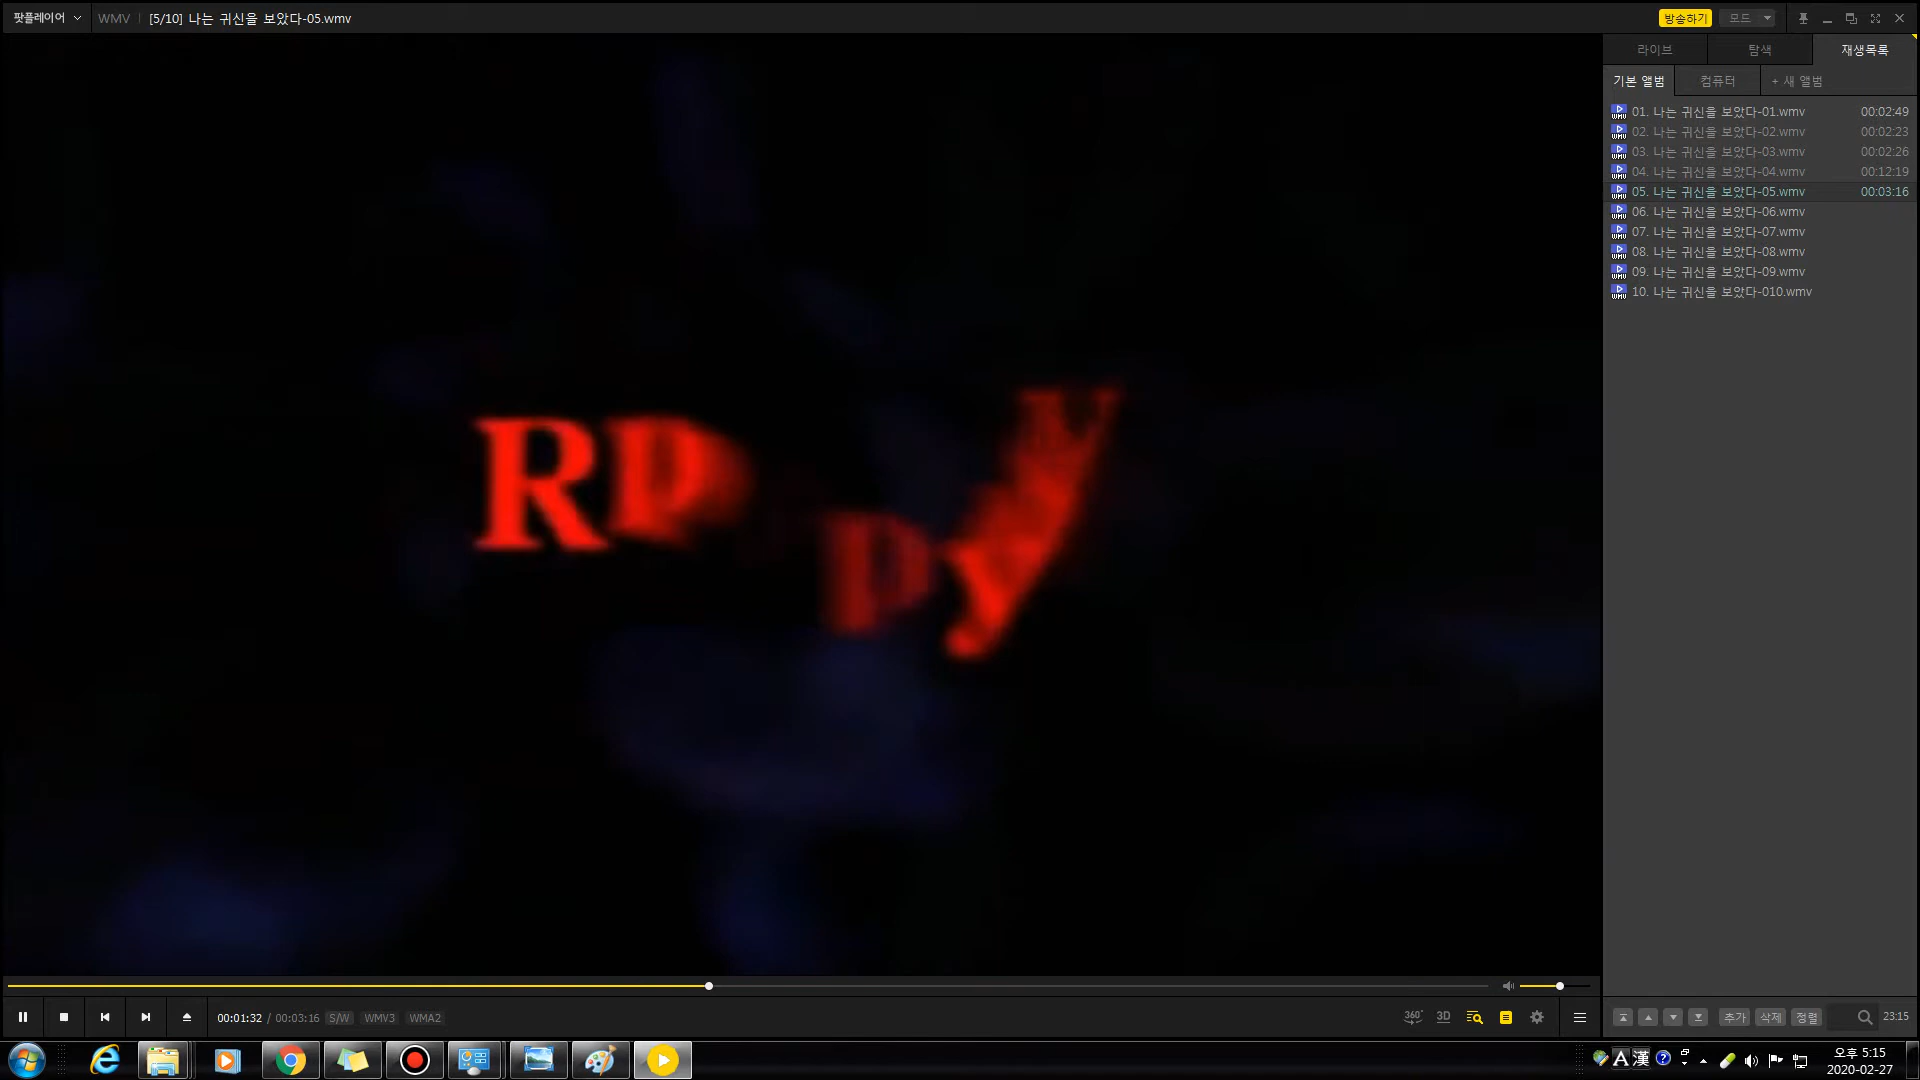 팟플레이어 WMV [5/10] 나는 귀신을 보았다-05.wmv 방송하기 모드
라이브 탐색 재생목록
기본 앨범 컴퓨터 + 새 앨범
01. 나는 귀신을 보았다-01.wmv 00:02:49
02. 나는 귀신을 보았다-02.wmv 00:02:23
03. 나는 귀신을 보았다-03.wmv 00:02:26
04. 나는 귀신을 보았다-04.wmv 00:12:19
05. 나는 귀신을 보았다-05.wmv 00:03:16
06. 나는 귀신을 보았다-06.wmv
07. 나는 귀신을 보았다-07.wmv
08. 나는 귀신을 보았다-08.wmv
09. 나는 귀신을 보았다-09.wmv
10. 나는 귀신을 보았다-010.wmv
00:01:32 / 00:03:16 S/W WMV3 WMA2 360° 3D
추가 삭제 정렬 23:15
A 漢 오후 5:15
2020-02-27